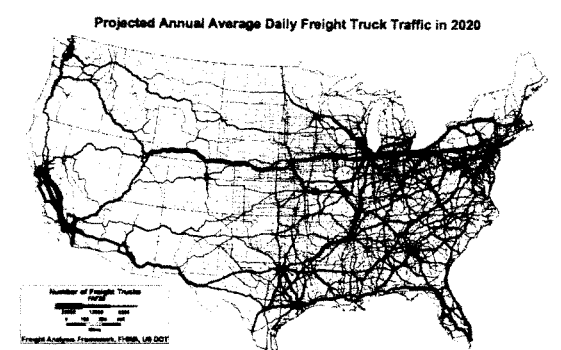 Projected Annual Average Daily Freight Truck Traffic in 2020
Number of Freight Trucks
Freight Analysis Framework, FHWA, US DOT